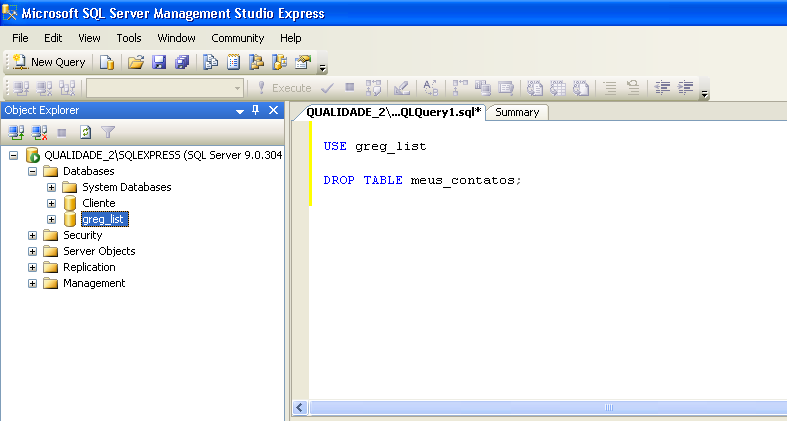 Microsoft SQL Server Management Studio Express
File Edit View Tools Window Community Help
New Query
Execute
Object Explorer
QUALIDADE_2\...QLQuery1.sql* Summary
QUALIDADE_2\SQLEXPRESS (SQL Server 9.0.304
Databases
System Databases
Cliente
greg_list
Security
Server Objects
Replication
Management
USE greg_list
DROP TABLE meus_contatos;